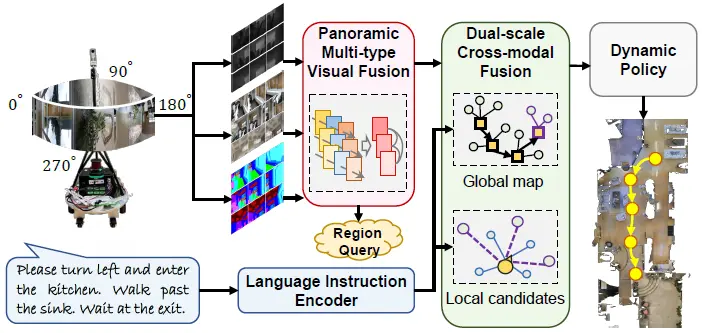 0°
90°
180°
270°
Panoramic
Multi-type
Visual Fusion
Region
Query
Dual-scale
Cross-modal
Fusion
Global map
Local candidates
Dynamic
Policy
Please turn left and enter
the kitchen. Walk past
the sink. Wait at the exit.
Language Instruction
Encoder